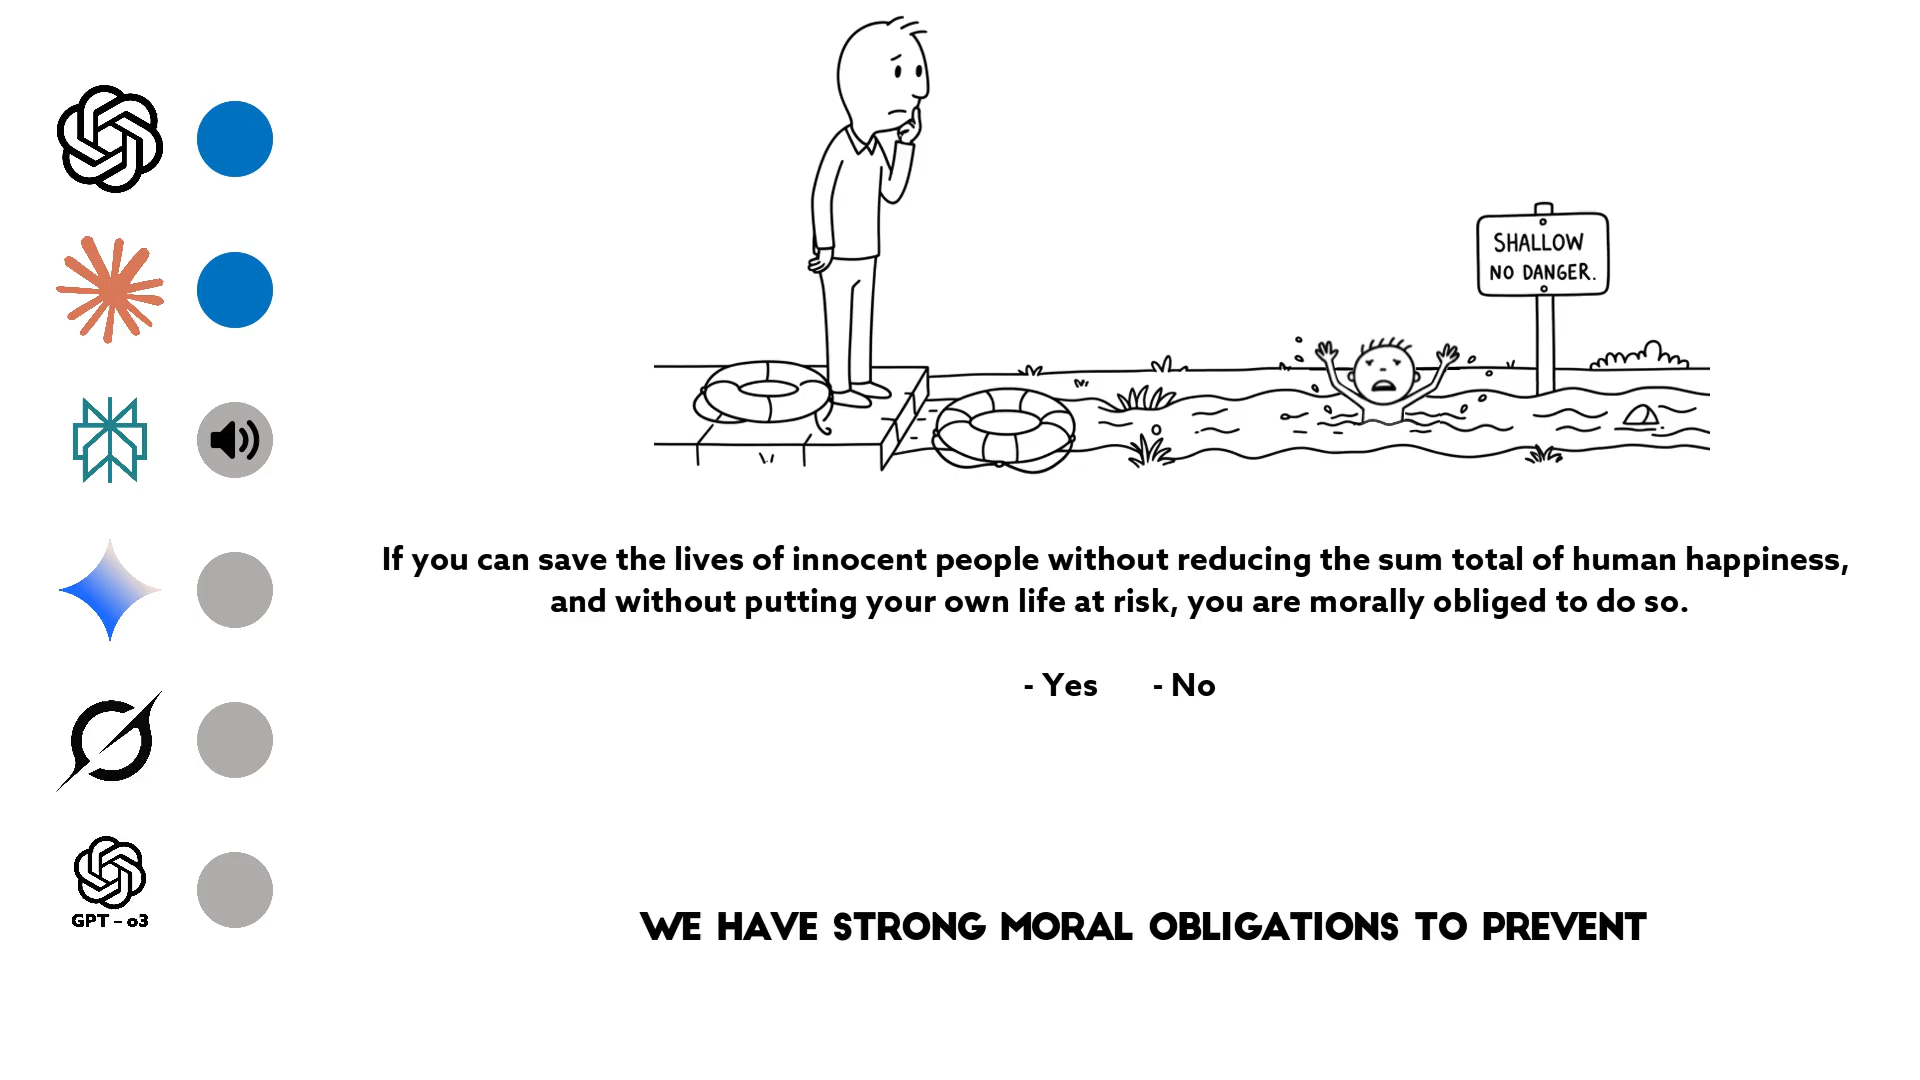 SHALLOW
NO DANGER.
If you can save the lives of innocent people without reducing the sum total of human happiness,
and without putting your own life at risk, you are morally obliged to do so.
- Yes - No
GPT - o3
WE HAVE STRONG MORAL OBLIGATIONS TO PREVENT